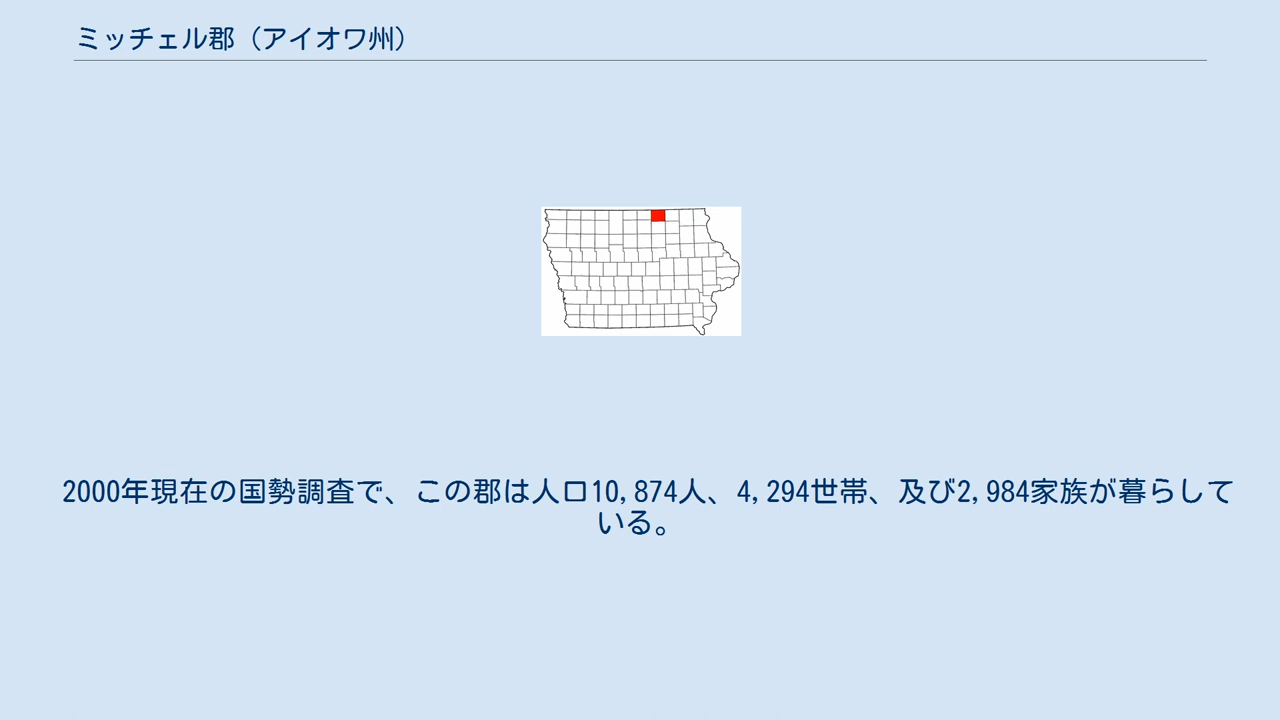 ミッチェル郡（アイオワ州）
2000年現在の国勢調査で、この郡は人口10,874人、4,294世帯、及び2,984家族が暮らして
いる。